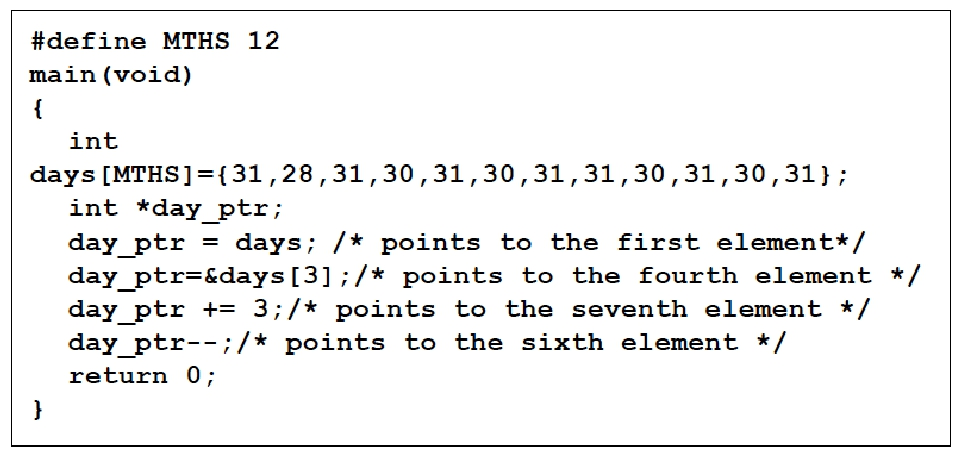 #define MTHS 12
main(void)
{
int
days[MTHS]={31,28,31,30,31,30,31,31,30,31,30,31};
int *day_ptr;
day_ptr = days; /* points to the first element*/
day_ptr=&days[3];/* points to the fourth element */
day_ptr += 3;/* points to the seventh element */
day_ptr--;/* points to the sixth element */
return 0;
}